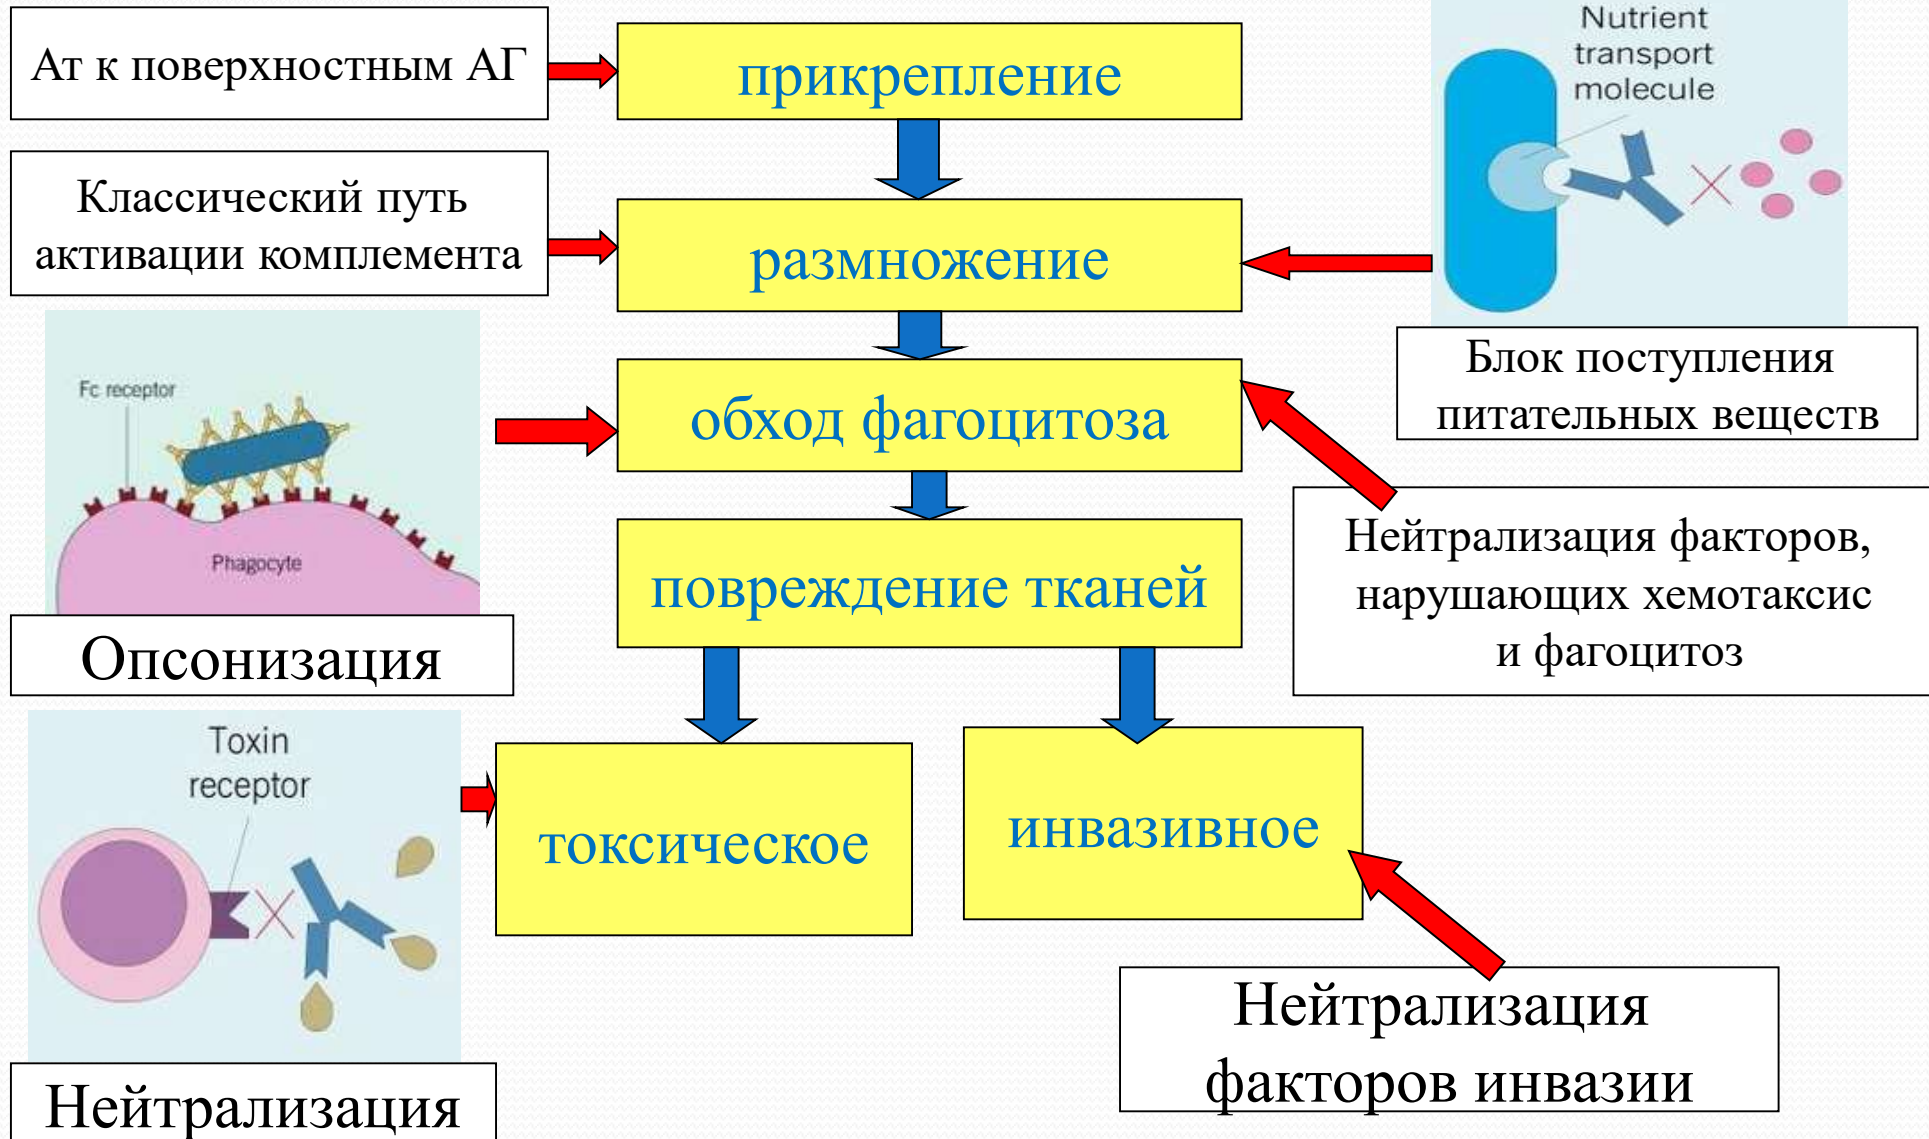 Ат к поверхностным АГ
прикрепление
Nutrient
transport
molecule
Классический путь
активации комплемента
размножение
Блок поступления
питательных веществ
Fc receptor
Phagocyte
Опсонизация
обход фагоцитоза
Нейтрализация факторов,
нарушающих хемотаксис
и фагоцитоз
повреждение тканей
Toxin
receptor
Нейтрализация
токсическое
инвазивное
Нейтрализация
факторов инвазии